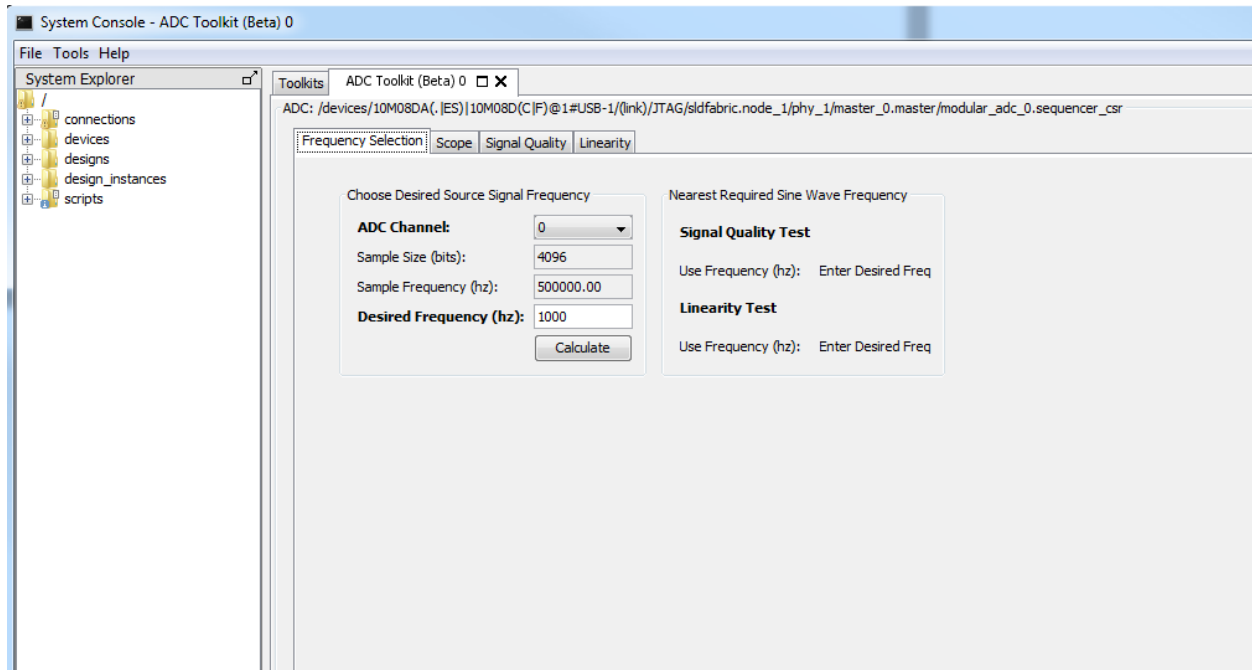 System Console - ADC Toolkit (Beta) 0
File Tools Help
System Explorer
/
connections
devices
designs
design_instances
scripts
Toolkits ADC Toolkit (Beta) 0
ADC: /devices/10M08DA(.|ES)|10M08D(C|F)@1#USB-1/(link)/JTAG/sldfabric.node_1/phy_1/master_0.master/modular_adc_0.sequencer_csr
Frequency Selection Scope Signal Quality Linearity
Choose Desired Source Signal Frequency
ADC Channel: 0
Sample Size (bits): 4096
Sample Frequency (hz): 500000.00
Desired Frequency (hz): 1000
Calculate
Nearest Required Sine Wave Frequency
Signal Quality Test
Use Frequency (hz): Enter Desired Freq
Linearity Test
Use Frequency (hz): Enter Desired Freq